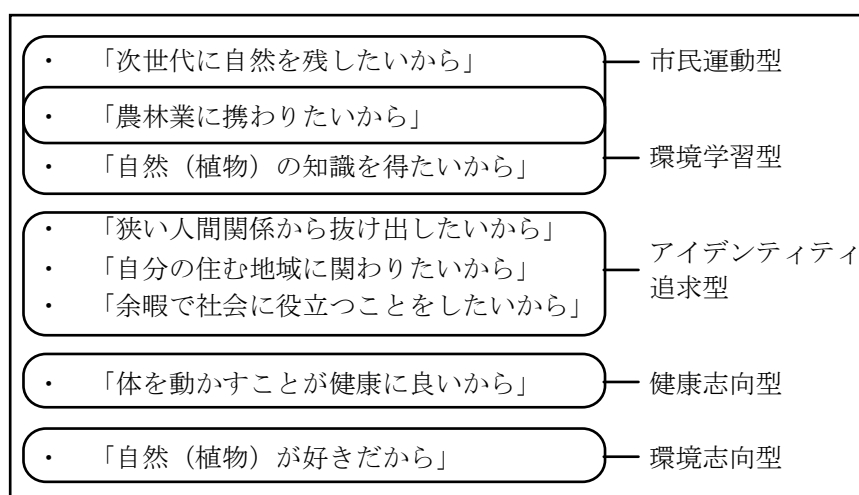 ・ 「次世代に自然を残したいから」 市民運動型
・ 「農林業に携わりたいから」
・ 「自然（植物）の知識を得たいから」 環境学習型
・ 「狭い人間関係から抜け出したいから」
・ 「自分の住む地域に関わりたいから」 アイデンティティ
・ 「余暇で社会に役立つことをしたいから」 追求型
・ 「体を動かすことが健康に良いから」 健康志向型
・ 「自然（植物）が好きだから」 環境志向型